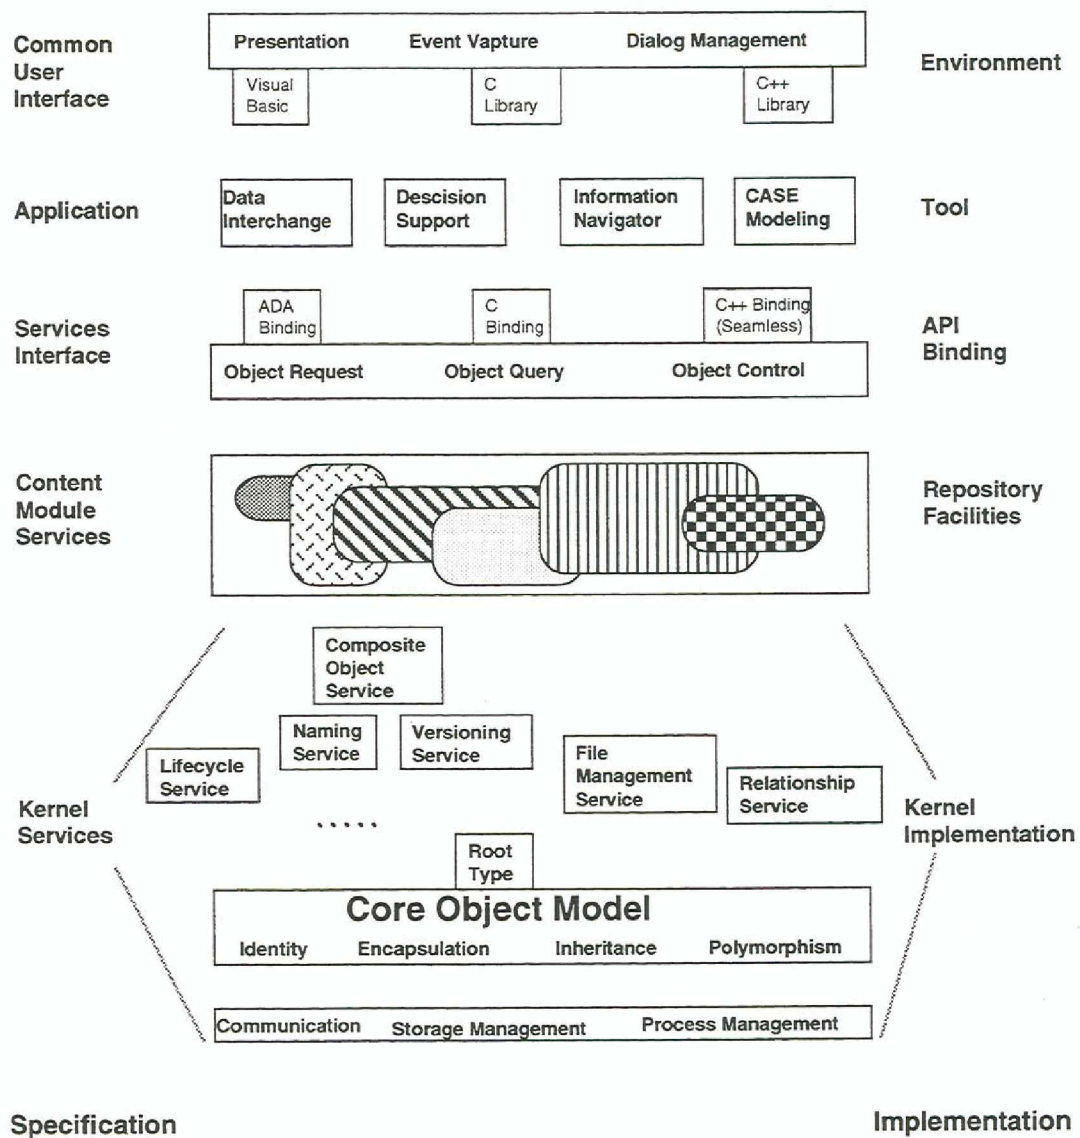 Common
User
Interface
Presentation Event Vapture Dialog Management
Visual
Basic
C
Library
C++
Library
Environment
Application
Data
Interchange
Descision
Support
Information
Navigator
CASE
Modeling
Tool
Services
Interface
ADA
Binding
C
Binding
C++ Binding
(Seamless)
Object Request Object Query Object Control
API
Binding
Content
Module
Services
Repository
Facilities
Composite
Object
Service
Naming
Service
Versioning
Service
Lifecycle
Service
File
Management
Service
Relationship
Service
Kernel
Services
.....
Kernel
Implementation
Root
Type
Core Object Model
Identity Encapsulation Inheritance Polymorphism
Communication Storage Management Process Management
Specification
Implementation